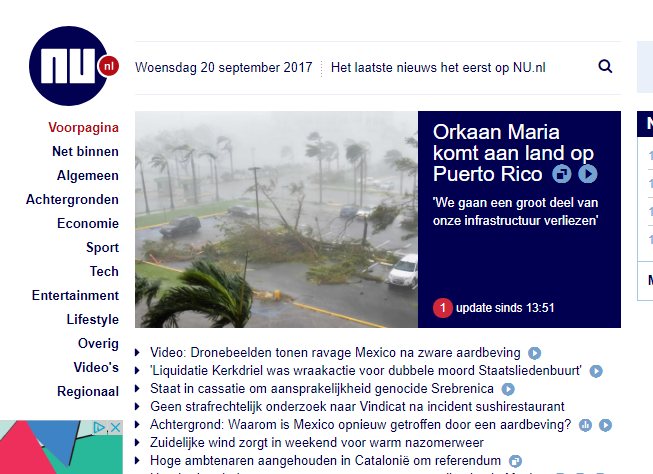 NU
nl
Woensdag 20 september 2017
Het laatste nieuws het eerst op NU.nl
Voorpagina
Net binnen
Algemeen
Achtergronden
Economie
Sport
Tech
Entertainment
Lifestyle
Overig
Video's
Regionaal
Orkaan Maria
komt aan land op
Puerto Rico
'We gaan een groot deel van
onze infrastructuur verliezen'
1 update sinds 13:51
Video: Dronebeelden tonen ravage Mexico na zware aardbeving
'Liquidatie Kerkdriel was wraakactie voor dubbele moord Staatsliedenbuurt'
Staat in cassatie om aansprakelijkheid genocide Srebrenica
Geen strafrechtelijk onderzoek naar Vindicat na incident sushirestaurant
Achtergrond: Waarom is Mexico opnieuw getroffen door een aardbeving?
Zuidelijke wind zorgt in weekend voor warm nazomerweer
Hoge ambtenaren aangehouden in Catalonië om referendum